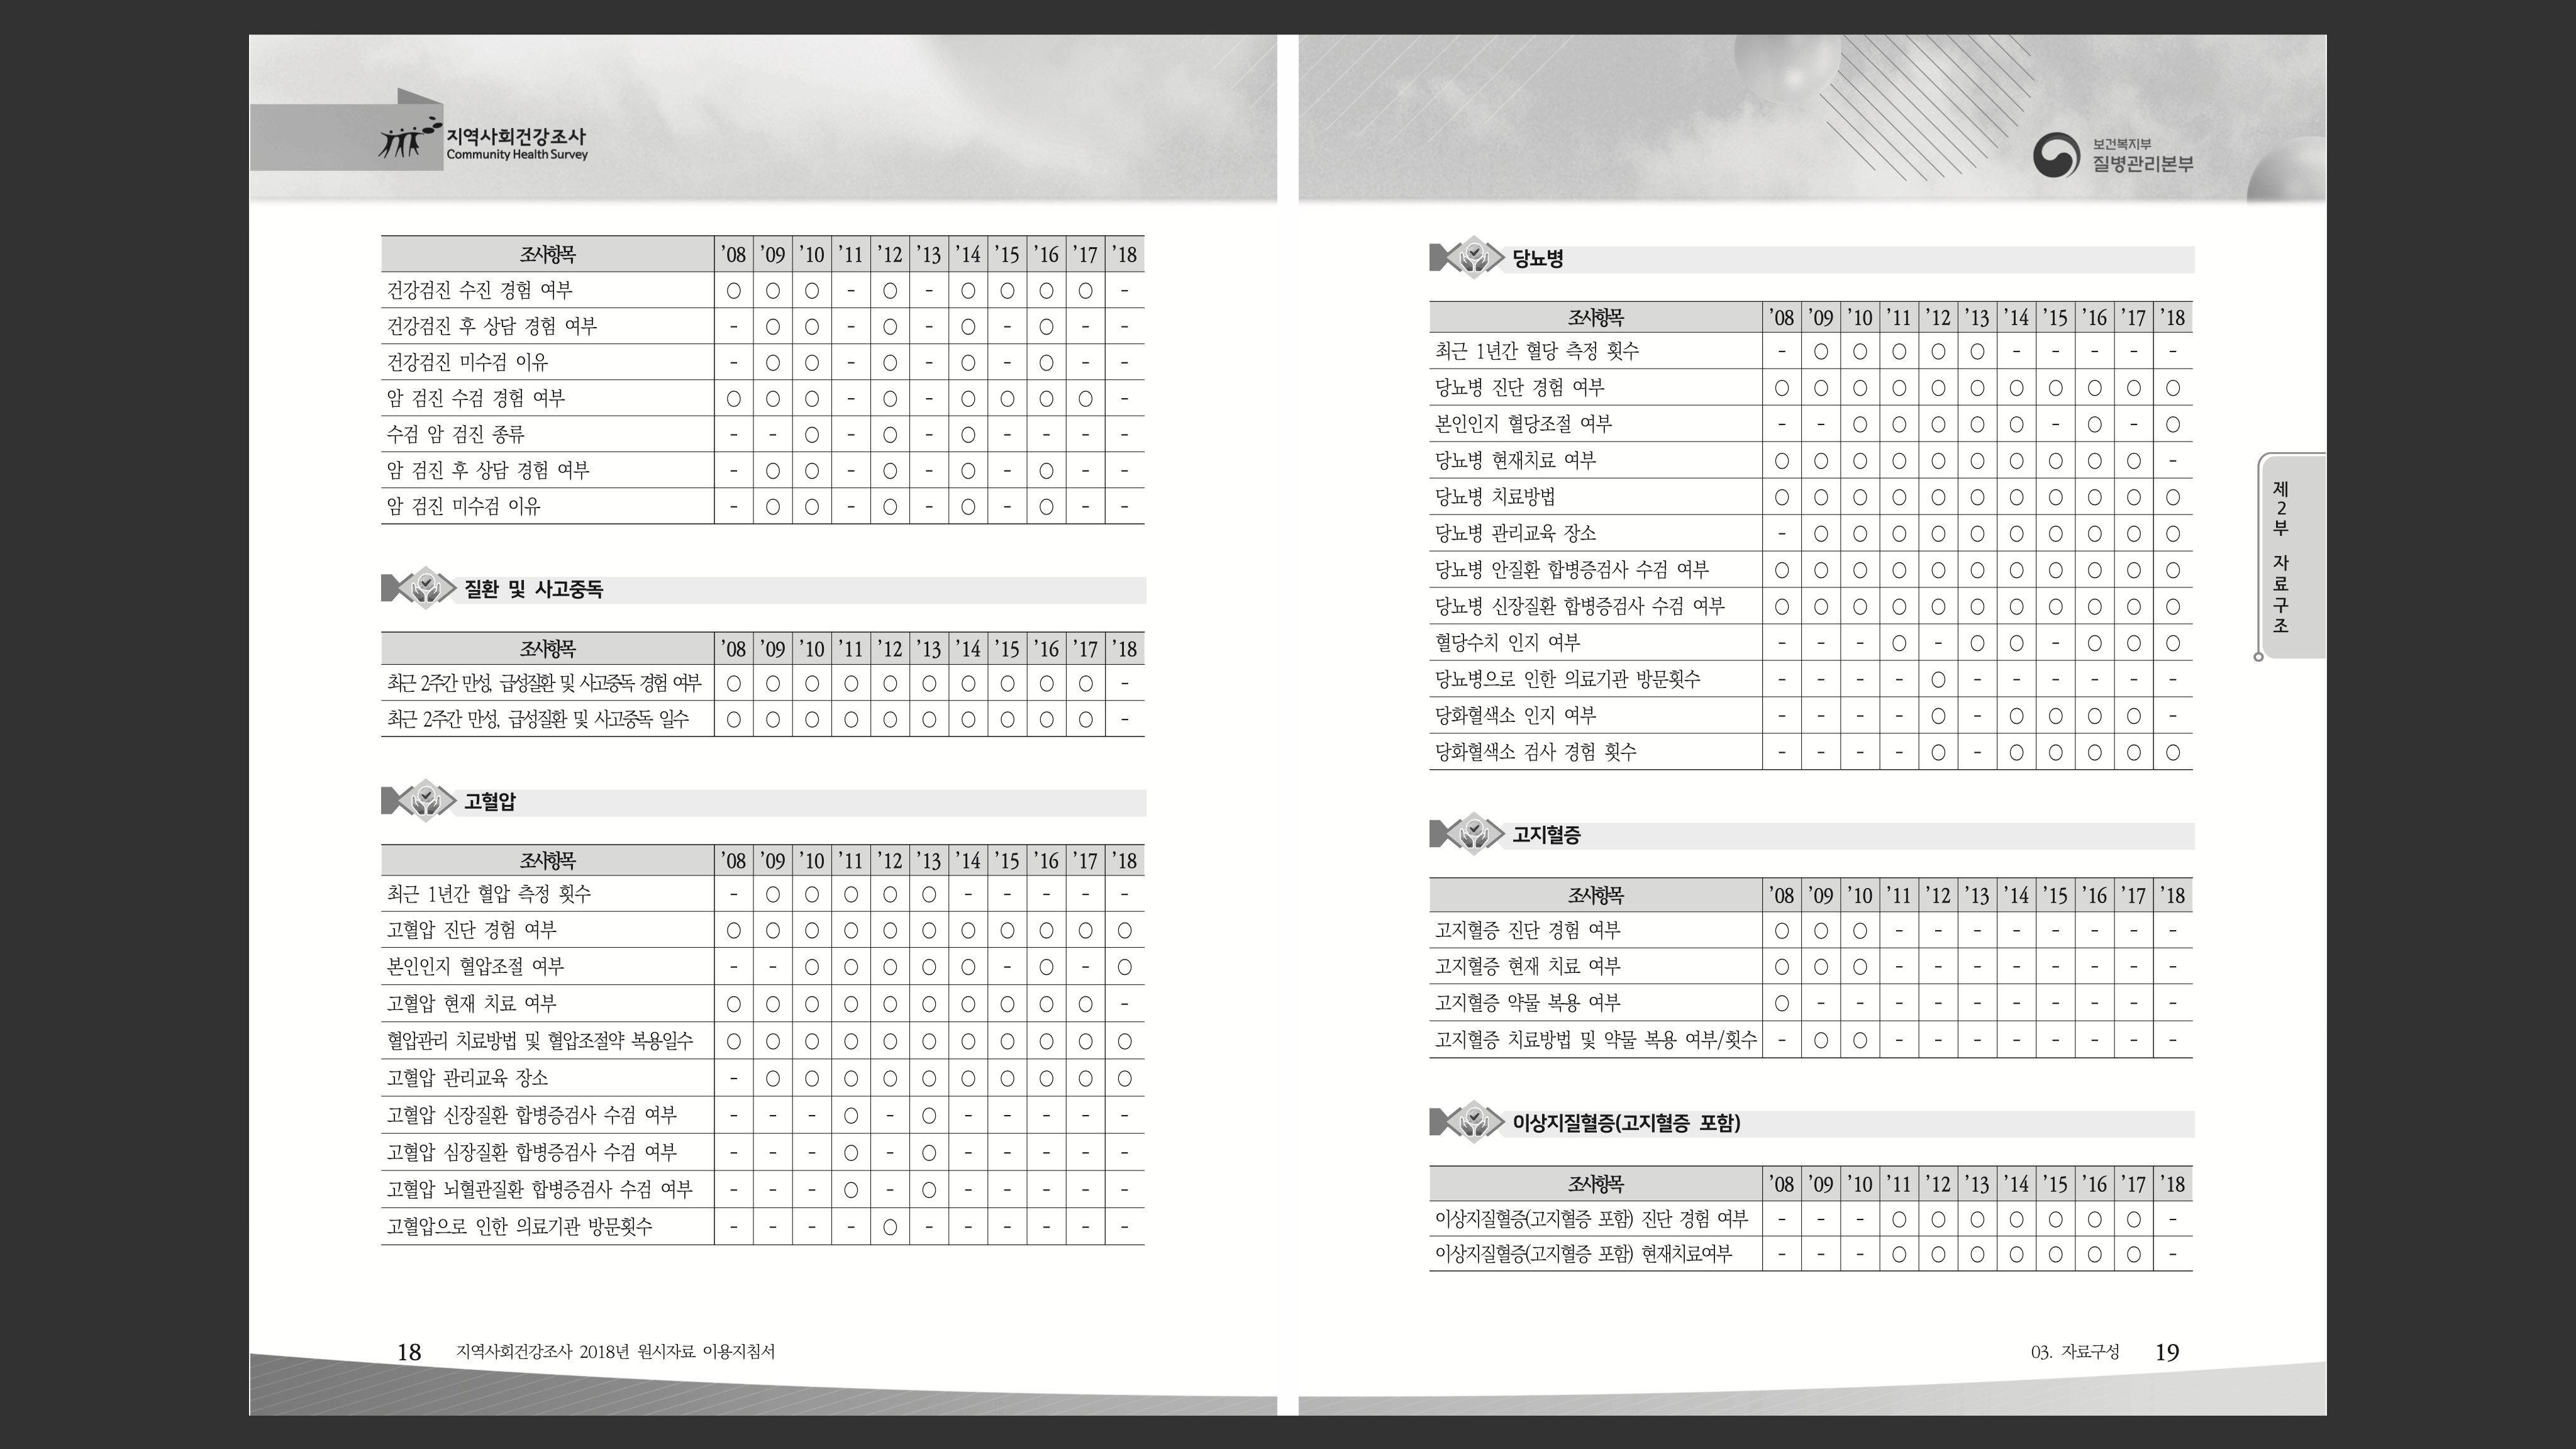 지역사회건강조사
Community Health Survey
조사항목 ’08 ’09 ’10 ’11 ’12 ’13 ’14 ’15 ’16 ’17 ’18
건강검진 수진 경험 여부 ○ ○ ○ - ○ - ○ ○ ○ ○ -
건강검진 후 상담 경험 여부 - ○ ○ - ○ - ○ - ○ - -
건강검진 미수검 이유 - ○ ○ - ○ - ○ - ○ - -
암 검진 수검 경험 여부 ○ ○ ○ - ○ - ○ ○ ○ ○ -
수검 암 검진 종류 - - ○ - ○ - ○ - - - -
암 검진 후 상담 경험 여부 - ○ ○ - ○ - ○ - ○ - -
암 검진 미수검 이유 - ○ ○ - ○ - ○ - ○ - -
질환 및 사고중독
조사항목 ’08 ’09 ’10 ’11 ’12 ’13 ’14 ’15 ’16 ’17 ’18
최근 2주간 만성, 급성질환 및 사고중독 경험 여부 ○ ○ ○ ○ ○ ○ ○ ○ ○ ○ -
최근 2주간 만성, 급성질환 및 사고중독 일수 ○ ○ ○ ○ ○ ○ ○ ○ ○ ○ -
고혈압
조사항목 ’08 ’09 ’10 ’11 ’12 ’13 ’14 ’15 ’16 ’17 ’18
최근 1년간 혈압 측정 횟수 - ○ ○ ○ ○ ○ - - - - -
고혈압 진단 경험 여부 ○ ○ ○ ○ ○ ○ ○ ○ ○ ○ ○
본인인지 혈압조절 여부 - - ○ ○ ○ ○ ○ - ○ - ○
고혈압 현재 치료 여부 ○ ○ ○ ○ ○ ○ ○ ○ ○ ○ -
혈압관리 치료방법 및 혈압조절약 복용일수 ○ ○ ○ ○ ○ ○ ○ ○ ○ ○ ○
고혈압 관리교육 장소 - ○ ○ ○ ○ ○ ○ ○ ○ ○ ○
고혈압 신장질환 합병증검사 수검 여부 - - - ○ - ○ - - - - -
고혈압 심장질환 합병증검사 수검 여부 - - - ○ - ○ - - - - -
고혈압 뇌혈관질환 합병증검사 수검 여부 - - - ○ - ○ - - - - -
고혈압으로 인한 의료기관 방문횟수 - - - - ○ - - - - - -
18 지역사회건강조사 2018년 원시자료 이용지침서
보건복지부
질병관리본부
당뇨병
조사항목 ’08 ’09 ’10 ’11 ’12 ’13 ’14 ’15 ’16 ’17 ’18
최근 1년간 혈당 측정 횟수 - ○ ○ ○ ○ ○ - - - - -
당뇨병 진단 경험 여부 ○ ○ ○ ○ ○ ○ ○ ○ ○ ○ ○
본인인지 혈당조절 여부 - - ○ ○ ○ ○ ○ - ○ - ○
당뇨병 현재치료 여부 ○ ○ ○ ○ ○ ○ ○ ○ ○ ○ -
당뇨병 치료방법 ○ ○ ○ ○ ○ ○ ○ ○ ○ ○ ○
당뇨병 관리교육 장소 - ○ ○ ○ ○ ○ ○ ○ ○ ○ ○
당뇨병 안질환 합병증검사 수검 여부 ○ ○ ○ ○ ○ ○ ○ ○ ○ ○ ○
당뇨병 신장질환 합병증검사 수검 여부 ○ ○ ○ ○ ○ ○ ○ ○ ○ ○ ○
혈당수치 인지 여부 - - - ○ - ○ ○ - ○ ○ ○
당뇨병으로 인한 의료기관 방문횟수 - - - - ○ - - - - - -
당화혈색소 인지 여부 - - - - ○ - ○ ○ ○ ○ -
당화혈색소 검사 경험 횟수 - - - - ○ - ○ ○ ○ ○ ○
고지혈증
조사항목 ’08 ’09 ’10 ’11 ’12 ’13 ’14 ’15 ’16 ’17 ’18
고지혈증 진단 경험 여부 ○ ○ ○ - - - - - - - -
고지혈증 현재 치료 여부 ○ ○ ○ - - - - - - - -
고지혈증 약물 복용 여부 ○ - - - - - - - - - -
고지혈증 치료방법 및 약물 복용 여부/횟수 - ○ ○ - - - - - - - -
이상지질혈증(고지혈증 포함)
조사항목 ’08 ’09 ’10 ’11 ’12 ’13 ’14 ’15 ’16 ’17 ’18
이상지질혈증(고지혈증 포함) 진단 경험 여부 - - - ○ ○ ○ ○ ○ ○ ○ -
이상지질혈증(고지혈증 포함) 현재치료여부 - - - ○ ○ ○ ○ ○ ○ ○ -
제2부 자료구조
03. 자료구성 19